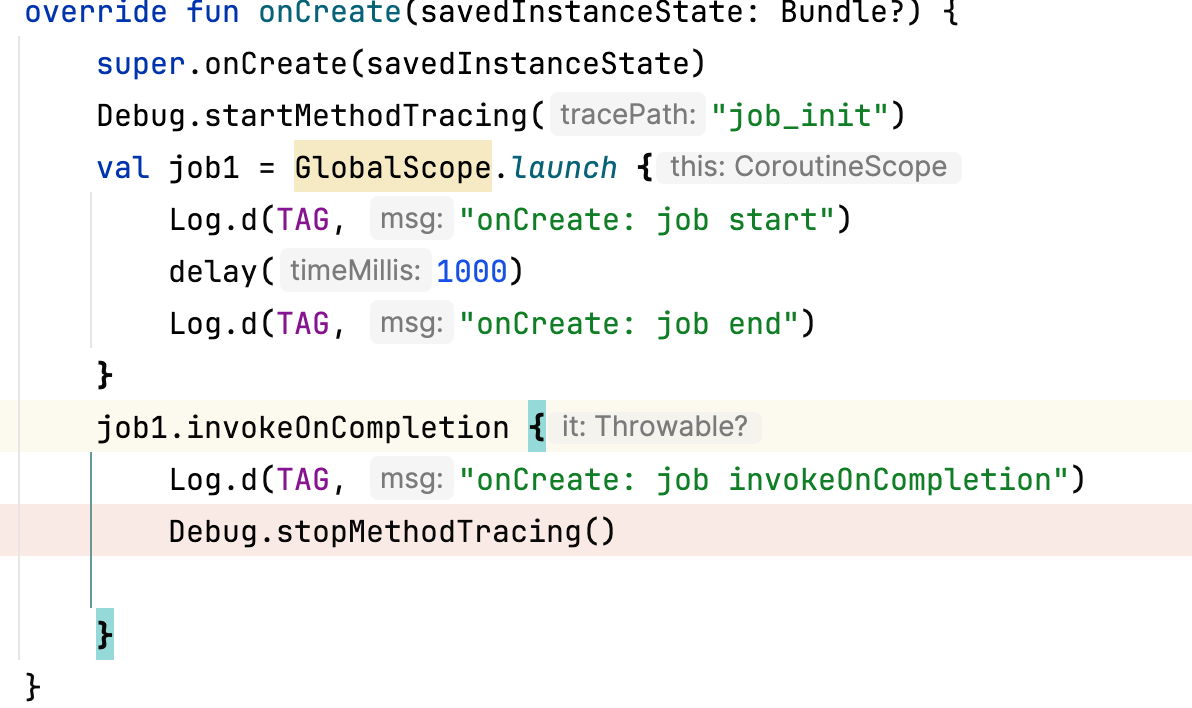 override fun onCreate(savedInstanceState: Bundle?) {
super.onCreate(savedInstanceState)
Debug.startMethodTracing( tracePath: "job_init")
val job1 = GlobalScope.launch { this: CoroutineScope
Log.d(TAG, msg: "onCreate: job start")
delay( timeMillis: 1000)
Log.d(TAG, msg: "onCreate: job end")
}
job1.invokeOnCompletion { it: Throwable?
Log.d(TAG, msg: "onCreate: job invokeOnCompletion")
Debug.stopMethodTracing()
}
}